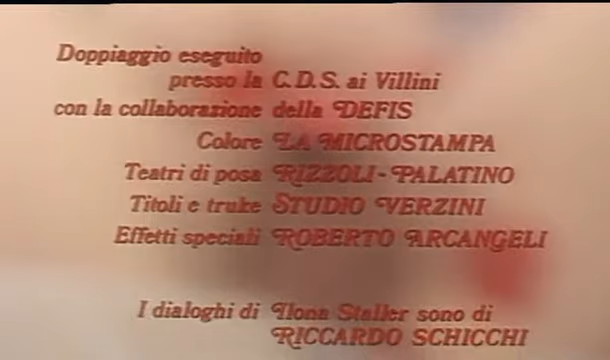 Doppiaggio eseguito
presso la C.D.S. ai Villini
con la collaborazione della DEFIS
Colore LA MICROSTAMPA
Teatri di posa RIZZOLI-PALATINO
Titoli e truke STUDIO VERZINI
Effetti speciali ROBERTO ARCANGELI
I dialoghi di Ilona Staller sono di
RICCARDO SCHICCHI